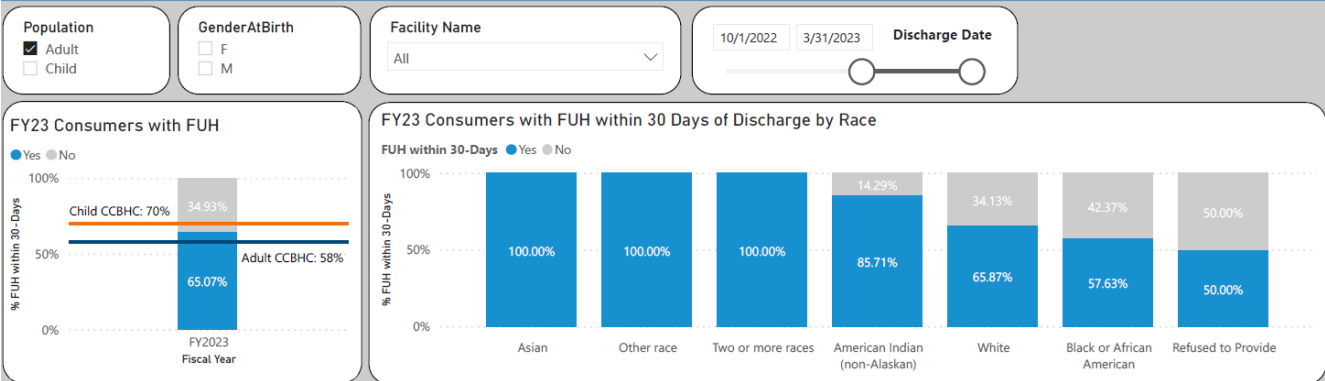 Population
Adult
Child
GenderAtBirth
F
M
Facility Name
All
10/1/2022
3/31/2023
Discharge Date
FY23 Consumers with FUH
Yes No
100%
50%
0%
% FUH within 30-Days
Child CCBHC: 70%
34.93%
Adult CCBHC: 58%
65.07%
FY2023
Fiscal Year
FY23 Consumers with FUH within 30 Days of Discharge by Race
FUH within 30-Days Yes No
100%
50%
0%
% FUH within 30-Days
100.00%
100.00%
100.00%
14.29%
85.71%
34.13%
65.87%
42.37%
57.63%
50.00%
50.00%
Asian
Other race
Two or more races
American Indian
(non-Alaskan)
White
Black or African
American
Refused to Provide